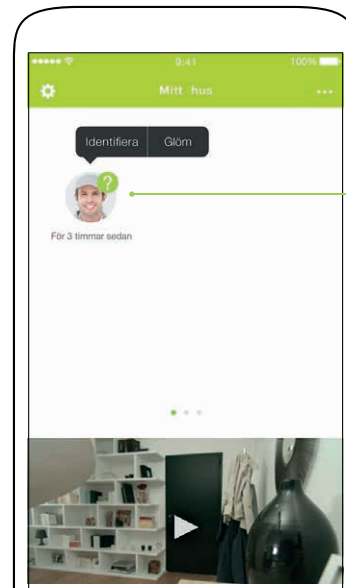 9:41 100%
Mitt hus
Identifiera Glöm
?
För 3 timmar sedan